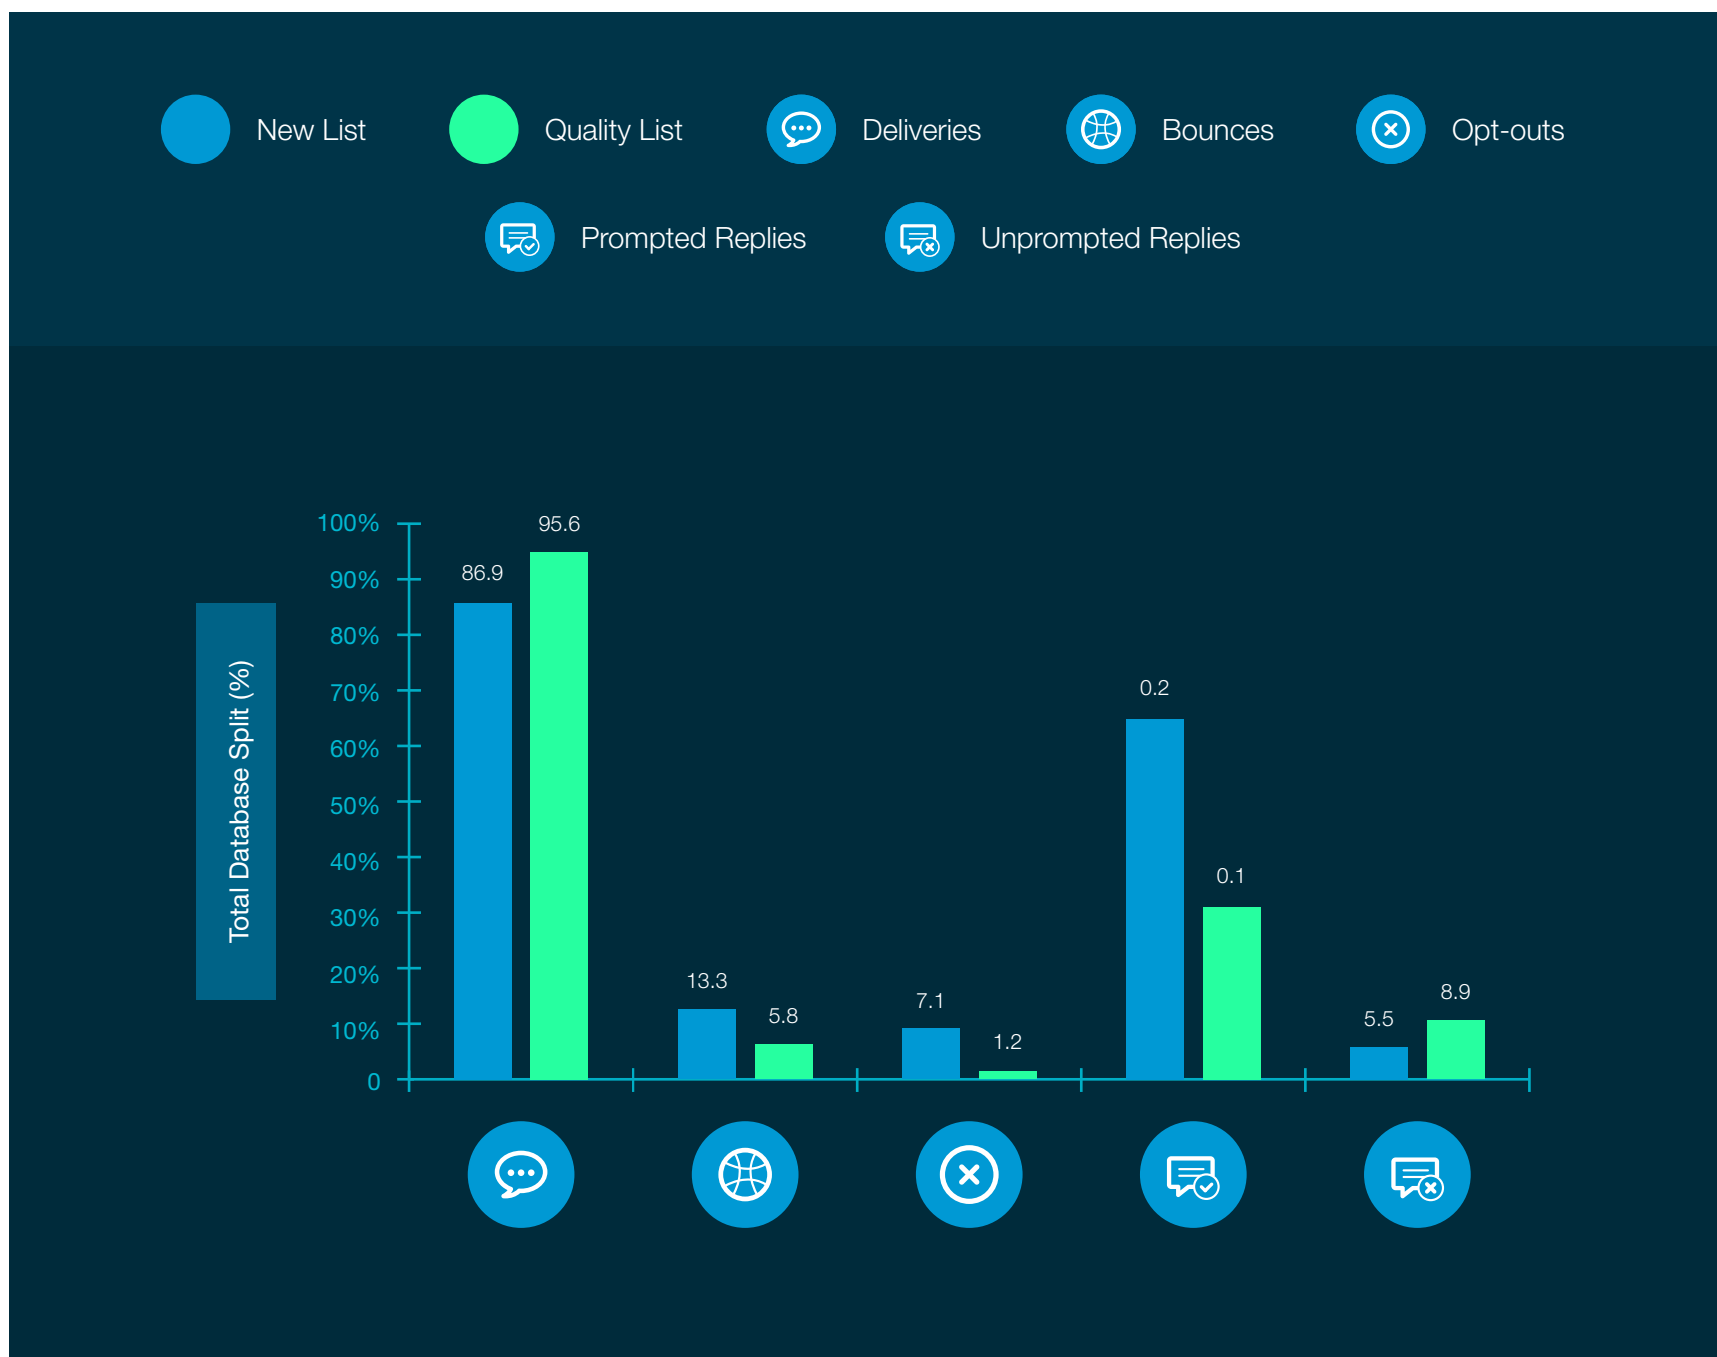 New List
Quality List
Deliveries
Bounces
Opt-outs
Prompted Replies
Unprompted Replies
Total Database Split (%)
100%
90%
80%
70%
60%
50%
40%
30%
20%
10%
0
86.9
95.6
13.3
5.8
7.1
1.2
0.2
0.1
5.5
8.9